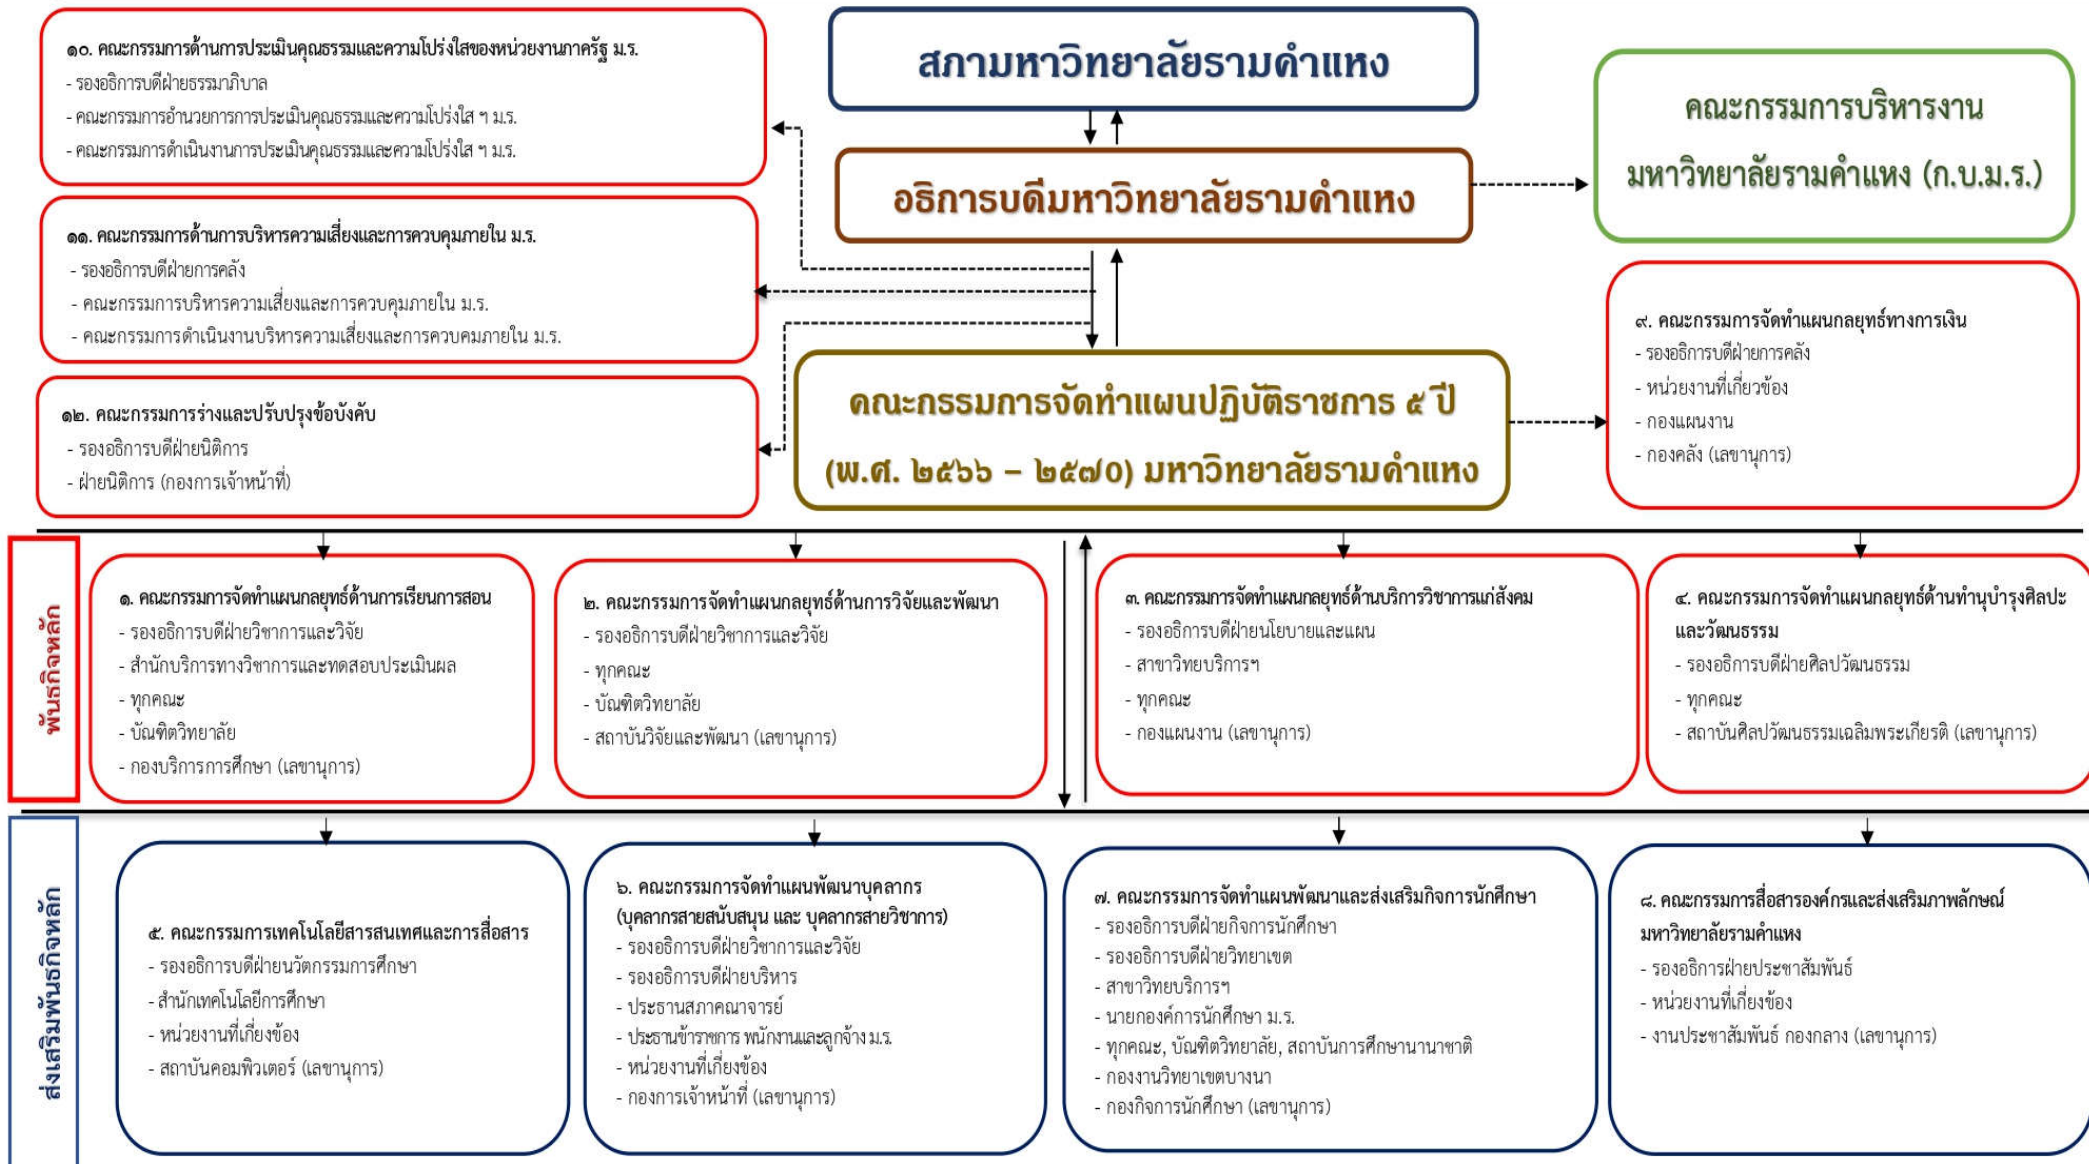 สภามหาวิทยาลัยรามคำแหง
อธิการบดีมหาวิทยาลัยรามคำแหง
คณะกรรมการบริหารงาน
มหาวิทยาลัยรามคำแหง (ก.บ.ม.ร.)
๑๐. คณะกรรมการด้านการประเมินคุณธรรมและความโปร่งใสของหน่วยงานภาครัฐ ม.ร.
- รองอธิการบดีฝ่ายธรรมาภิบาล
- คณะกรรมการอำนวยการการประเมินคุณธรรมและความโปร่งใส ฯ ม.ร.
- คณะกรรมการดำเนินงานการประเมินคุณธรรมและความโปร่งใส ฯ ม.ร.
๑๑. คณะกรรมการด้านการบริหารความเสี่ยงและการควบคุมภายใน ม.ร.
- รองอธิการบดีฝ่ายการคลัง
- คณะกรรมการบริหารความเสี่ยงและการควบคุมภายใน ม.ร.
- คณะกรรมการดำเนินงานบริหารความเสี่ยงและการควบคมภายใน ม.ร.
๑๒. คณะกรรมการร่างและปรับปรุงข้อบังคับ
- รองอธิการบดีฝ่ายนิติการ
- ฝ่ายนิติการ (กองการเจ้าหน้าที่)
คณะกรรมการจัดทำแผนปฏิบัติราชการ ๕ ปี
(พ.ศ. ๒๕๖๖ – ๒๕๗๐) มหาวิทยาลัยรามคำแหง
๙. คณะกรรมการจัดทำแผนกลยุทธ์ทางการเงิน
- รองอธิการบดีฝ่ายการคลัง
- หน่วยงานที่เกี่ยวข้อง
- กองแผนงาน
- กองคลัง (เลขานุการ)
พันธกิจหลัก
๑. คณะกรรมการจัดทำแผนกลยุทธ์ด้านการเรียนการสอน
- รองอธิการบดีฝ่ายวิชาการและวิจัย
- สำนักบริการทางวิชาการและทดสอบประเมินผล
- ทุกคณะ
- บัณฑิตวิทยาลัย
- กองบริการการศึกษา (เลขานุการ)
๒. คณะกรรมการจัดทำแผนกลยุทธ์ด้านการวิจัยและพัฒนา
- รองอธิการบดีฝ่ายวิชาการและวิจัย
- ทุกคณะ
- บัณฑิตวิทยาลัย
- สถาบันวิจัยและพัฒนา (เลขานุการ)
๓. คณะกรรมการจัดทำแผนกลยุทธ์ด้านบริการวิชาการแก่สังคม
- รองอธิการบดีฝ่ายนโยบายและแผน
- สาขาวิทยบริการฯ
- ทุกคณะ
- กองแผนงาน (เลขานุการ)
๔. คณะกรรมการจัดทำแผนกลยุทธ์ด้านทำนุบำรุงศิลปะ
และวัฒนธรรม
- รองอธิการบดีฝ่ายศิลปวัฒนธรรม
- ทุกคณะ
- สถาบันศิลปวัฒนธรรมเฉลิมพระเกียรติ (เลขานุการ)
ส่งเสริมพันธกิจหลัก
๕. คณะกรรมการเทคโนโลยีสารสนเทศและการสื่อสาร
- รองอธิการบดีฝ่ายนวัตกรรมการศึกษา
- สำนักเทคโนโลยีการศึกษา
- หน่วยงานที่เกี่ยงข้อง
- สถาบันคอมพิวเตอร์ (เลขานุการ)
๖. คณะกรรมการจัดทำแผนพัฒนาบุคลากร
(บุคลากรสายสนับสนุน และ บุคลากรสายวิชาการ)
- รองอธิการบดีฝ่ายวิชาการและวิจัย
- รองอธิการบดีฝ่ายบริหาร
- ประธานสภาคณาจารย์
- ประธานข้าราชการ พนักงานและลูกจ้าง ม.ร.
- หน่วยงานที่เกี่ยงข้อง
- กองการเจ้าหน้าที่ (เลขานุการ)
๗. คณะกรรมการจัดทำแผนพัฒนาและส่งเสริมกิจการนักศึกษา
- รองอธิการบดีฝ่ายกิจการนักศึกษา
- รองอธิการบดีฝ่ายวิทยาเขต
- สาขาวิทยบริการฯ
- นายกองค์การนักศึกษา ม.ร.
- ทุกคณะ, บัณฑิตวิทยาลัย, สถาบันการศึกษานานาชาติ
- กองงานวิทยาเขตบางนา
- กองกิจการนักศึกษา (เลขานุการ)
๘. คณะกรรมการสื่อสารองค์กรและส่งเสริมภาพลักษณ์
มหาวิทยาลัยรามคำแหง
- รองอธิการฝ่ายประชาสัมพันธ์
- หน่วยงานที่เกี่ยงข้อง
- งานประชาสัมพันธ์ กองกลาง (เลขานุการ)